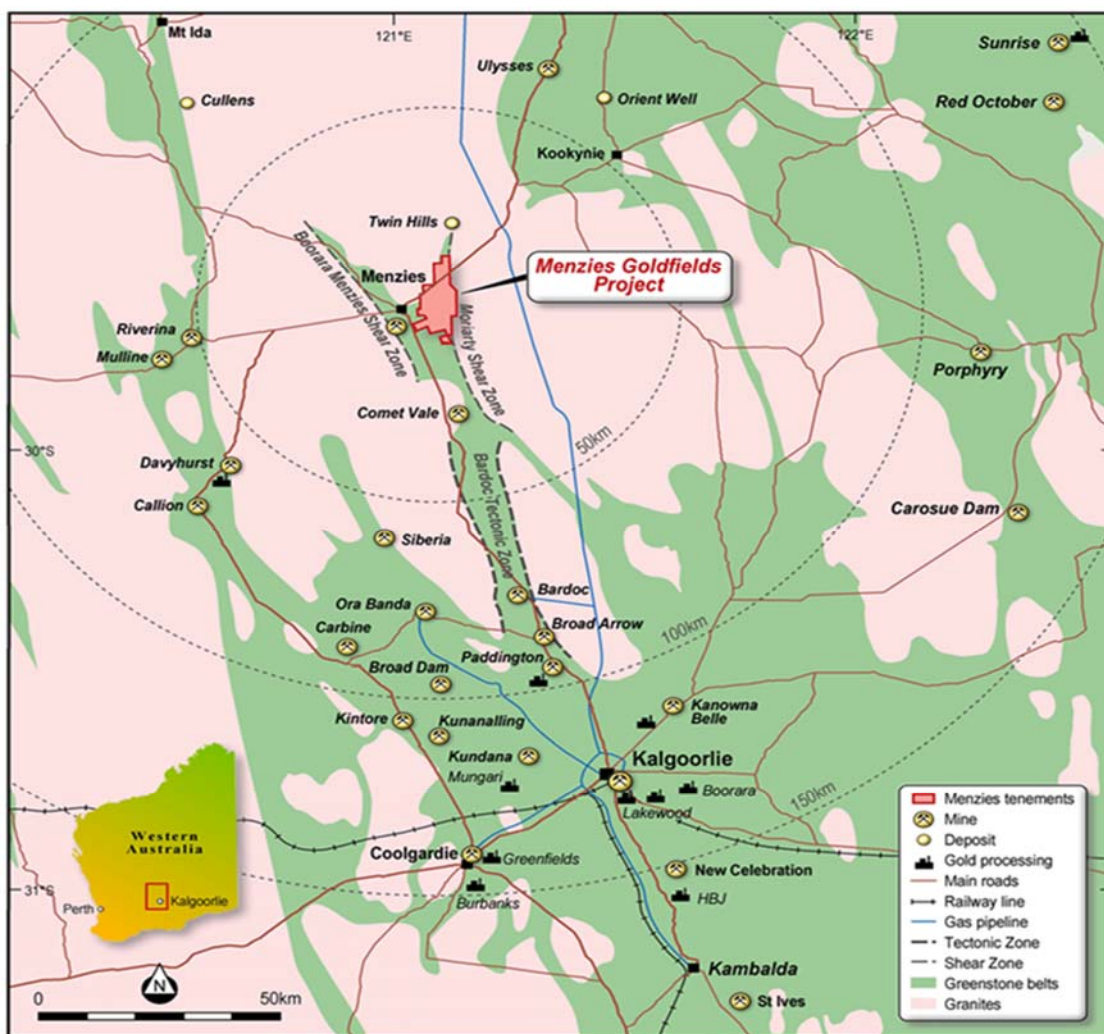 Mt Ida
121°E
122°E
Sunrise
Ulysses
Cullens
Orient Well
Red October
Kookynie
Twin Hills
Boorara Menzies Shear Zone
Menzies
Menzies Goldfields
Project
Moriarty Shear Zone
Riverina
Mulline
Porphyry
Comet Vale
50km
30°S
Davyhurst
Bardoc Tectonic Zone
Callion
Carosue Dam
Siberia
Bardoc
Ora Banda
Carbine
Broad Arrow
100km
Paddington
Broad Dam
Kanowna
Belle
Kintore
Kunanalling
Kundana
Kalgoorlie
Mungari
Boorara
150km
Lakewood
Western
Australia
Coolgardie
Greenfields
New Celebration
31°S
Burbanks
HBJ
Perth
Kalgoorlie
Kambalda
N
0
50km
St Ives
Menzies tenements
Mine
Deposit
Gold processing
Main roads
Railway line
Gas pipeline
Tectonic Zone
Shear Zone
Greenstone belts
Granites